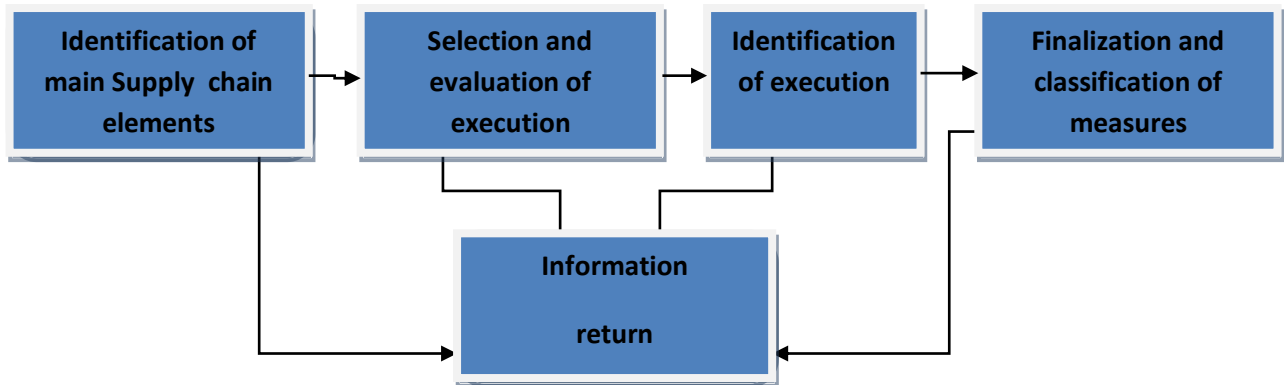 Identification of
main Supply  chain
elements
Selection and
evaluation of
execution
Identification
of execution
Finalization and
classification of
measures
Information
return